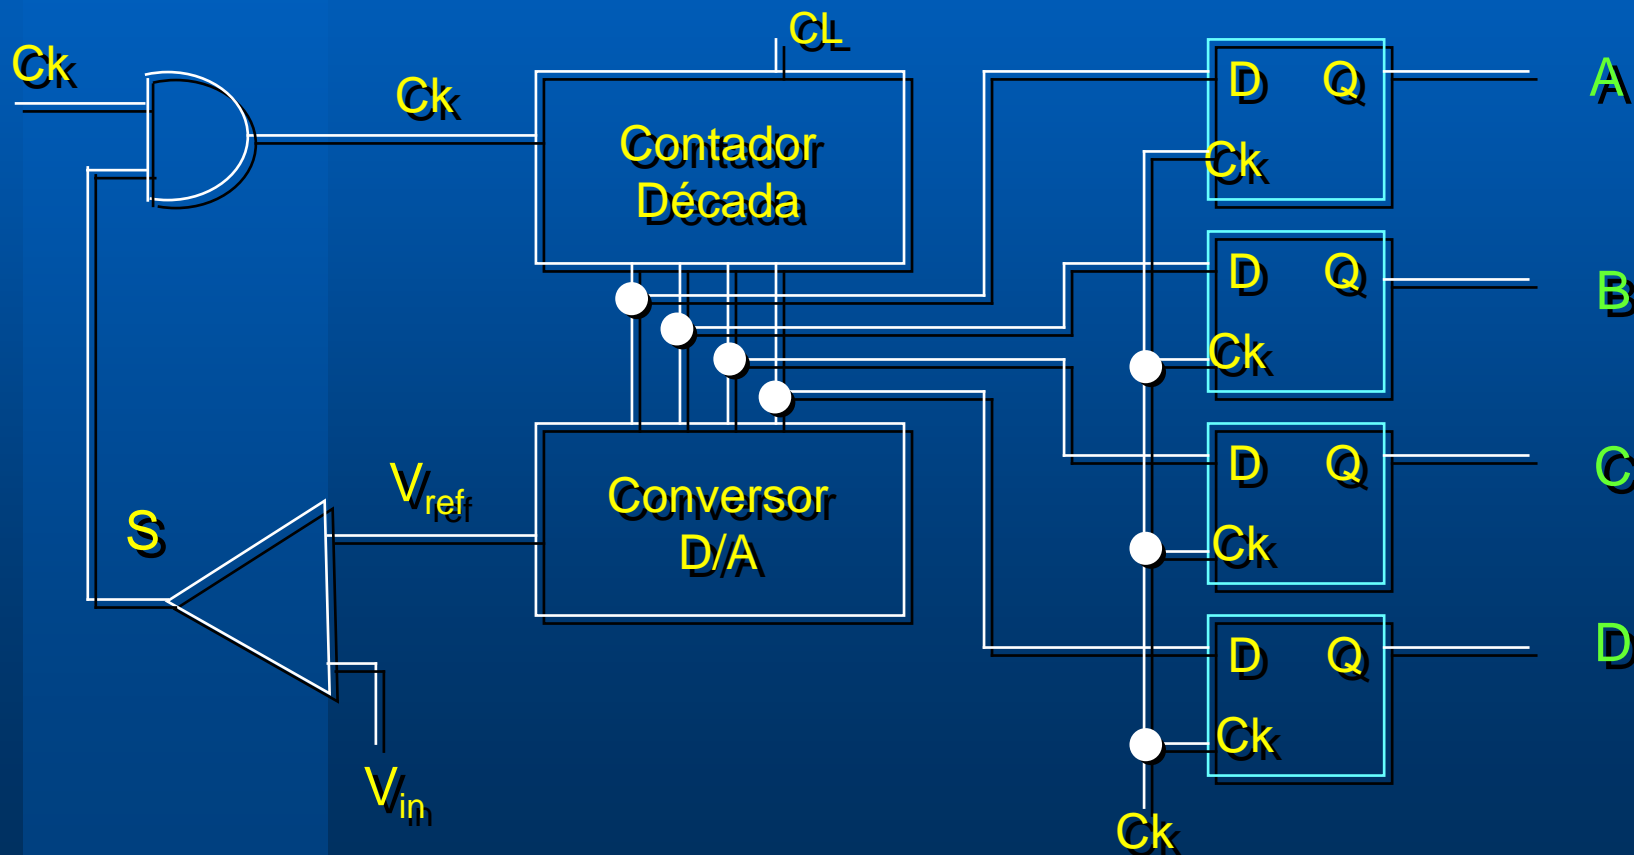 CL
Ck
Ck
Contador
Década
D Q
Ck
A
D Q
Ck
B
D Q
Ck
C
D Q
Ck
D
Ck
Vref
Conversor
D/A
S
Vin